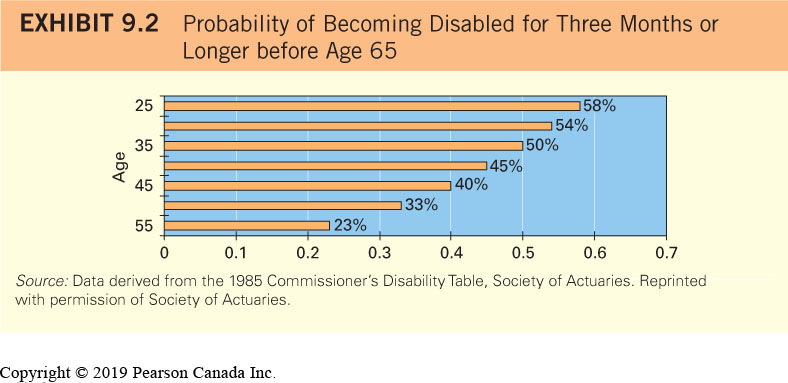 EXHIBIT 9.2 Probability of Becoming Disabled for Three Months or
Longer before Age 65
Age
25
58%
54%
35
50%
45%
45
40%
33%
55
23%
0 0.1 0.2 0.3 0.4 0.5 0.6 0.7
Source: Data derived from the 1985 Commissioner's Disability Table, Society of Actuaries. Reprinted
with permission of Society of Actuaries.
Copyright © 2019 Pearson Canada Inc.